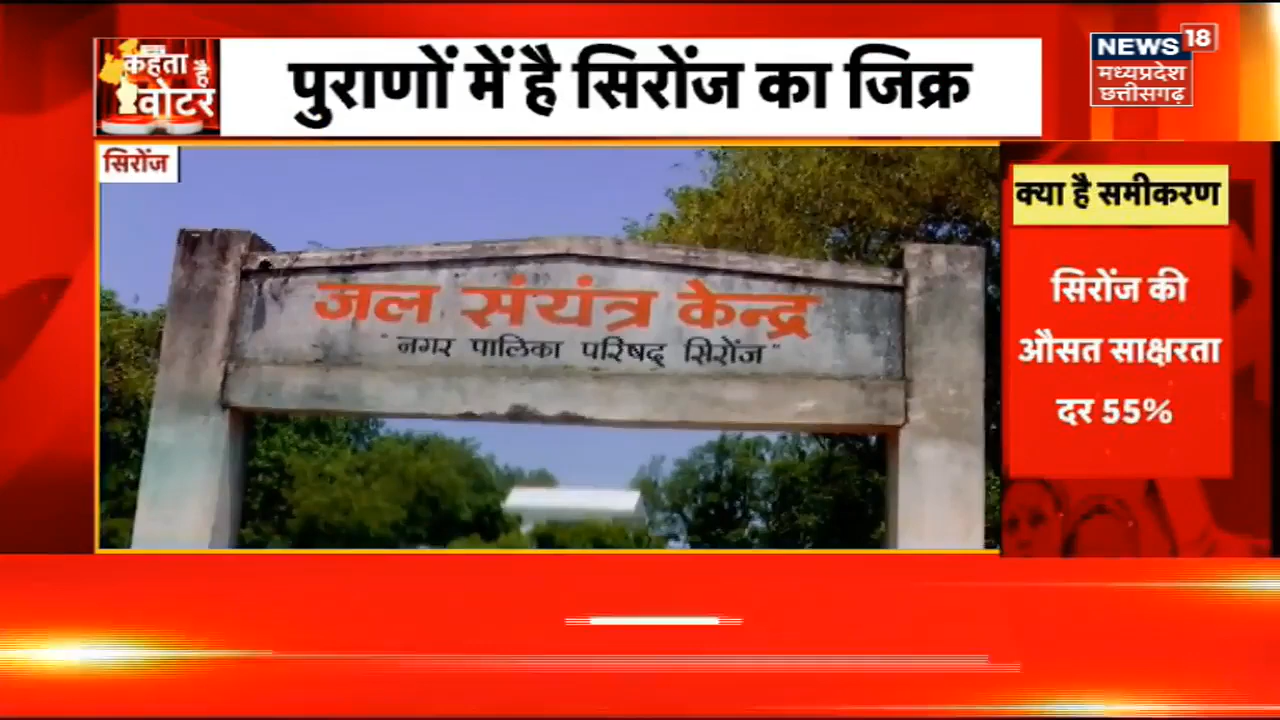 कहता
है
वोटर
पुराणों में है सिरोंज का जिक्र
NEWS 18
मध्यप्रदेश
छत्तीसगढ़
सिरोंज
जल संयंत्र केन्द्र
"नगर पालिका परिषद् सिरोंज"
क्या है समीकरण
सिरोंज की
औसत साक्षरता
दर 55%